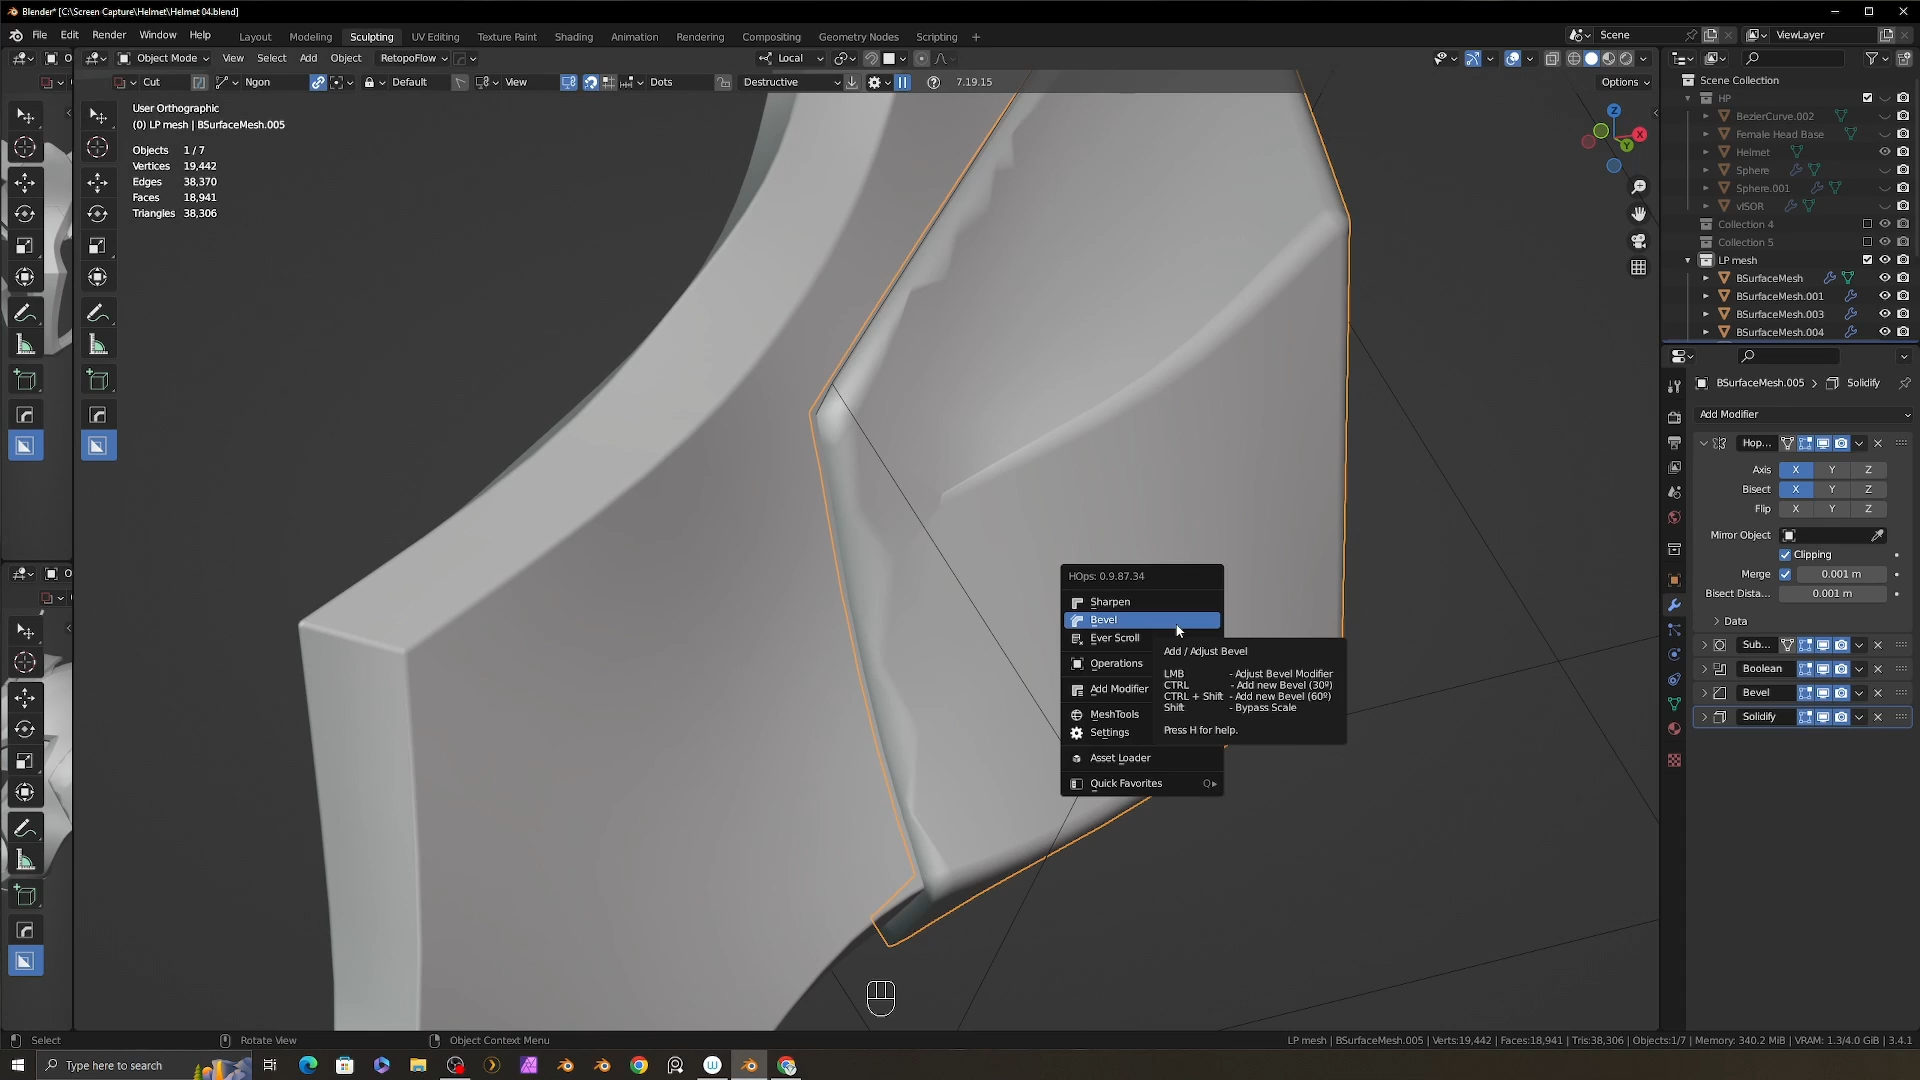 Blender* [C:\Screen Capture\Helmet\Helmet 04.blend]
File Edit Render Window Help
Layout Modeling Sculpting UV Editing Texture Paint Shading Animation Rendering Compositing Geometry Nodes Scripting +
Scene
ViewLayer
Object Mode View Select Add Object RetopoFlow
Local
Cut Ngon Default View Dots Destructive 7.19.15
Options
User Orthographic
(0) LP mesh | BSurfaceMesh.005
Objects 1 / 7
Vertices 19,442
Edges 38,370
Faces 18,941
Triangles 38,306
Z
X
Y
Scene Collection
HP
BezierCurve.002
Female Head Base
Helmet
Sphere
Sphere.001
vISOR
Collection 4
Collection 5
LP mesh
BSurfaceMesh
BSurfaceMesh.001
BSurfaceMesh.003
BSurfaceMesh.004
BSurfaceMesh.005 > Solidify
Add Modifier
Hop...
Axis X Y Z
Bisect X Y Z
Flip X Y Z
Mirror Object
Clipping
Merge 0.001 m
Bisect Dista... 0.001 m
Data
Sub...
Boolean
Bevel
Solidify
HOps: 0.9.87.34
Sharpen
Bevel
Ever Scroll
Operations
Add Modifier
MeshTools
Settings
Asset Loader
Quick Favorites Q
Add / Adjust Bevel
LMB - Adjust Bevel Modifier
CTRL - Add new Bevel (30º)
CTRL + Shift - Add new Bevel (60º)
Shift - Bypass Scale
Press H for help.
Select
Rotate View
Object Context Menu
LP mesh | BSurfaceMesh.005 | Verts:19,442 | Faces:18,941 | Tris:38,306 | Objects:1/7 | Memory: 340.2 MiB | VRAM: 1.3/4.0 GiB | 3.4.1
Type here to search